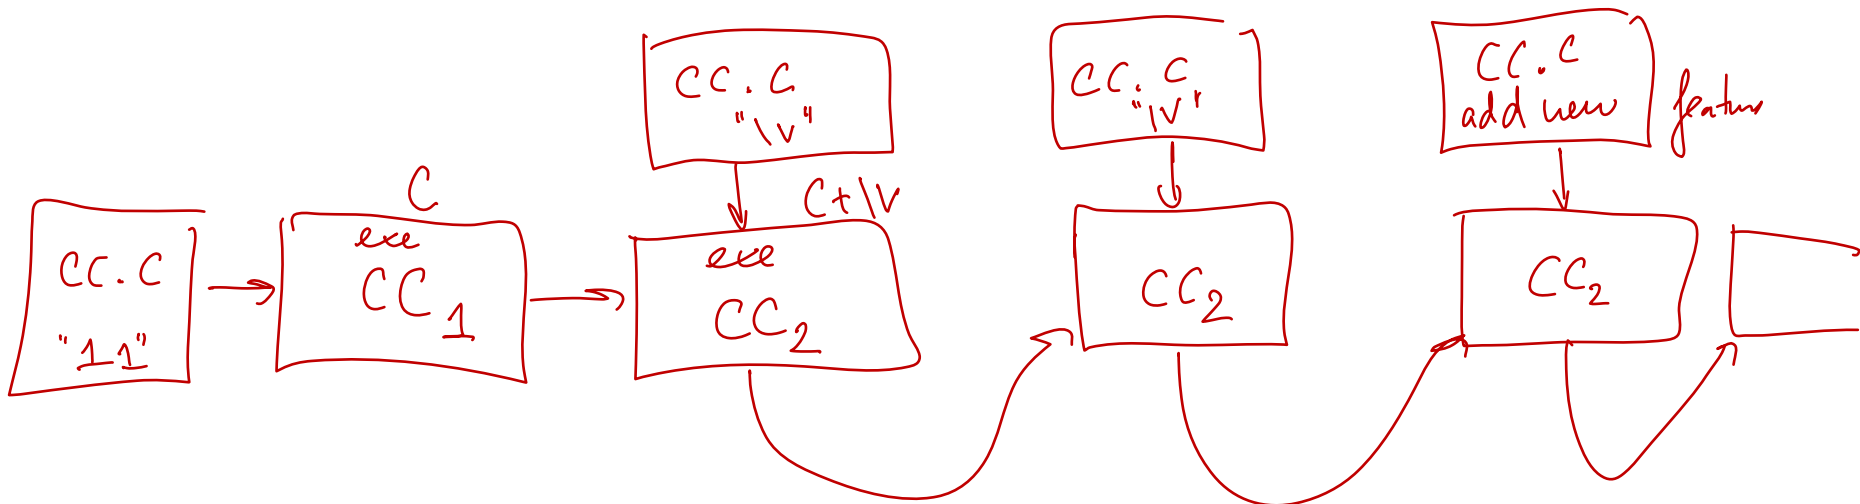 CC.C
"11"
C
exe
CC1
CC.C
"\v"
C+\v
exe
CC2
CC.C
"\v"
CC2
CC.C
add new
feature
CC2